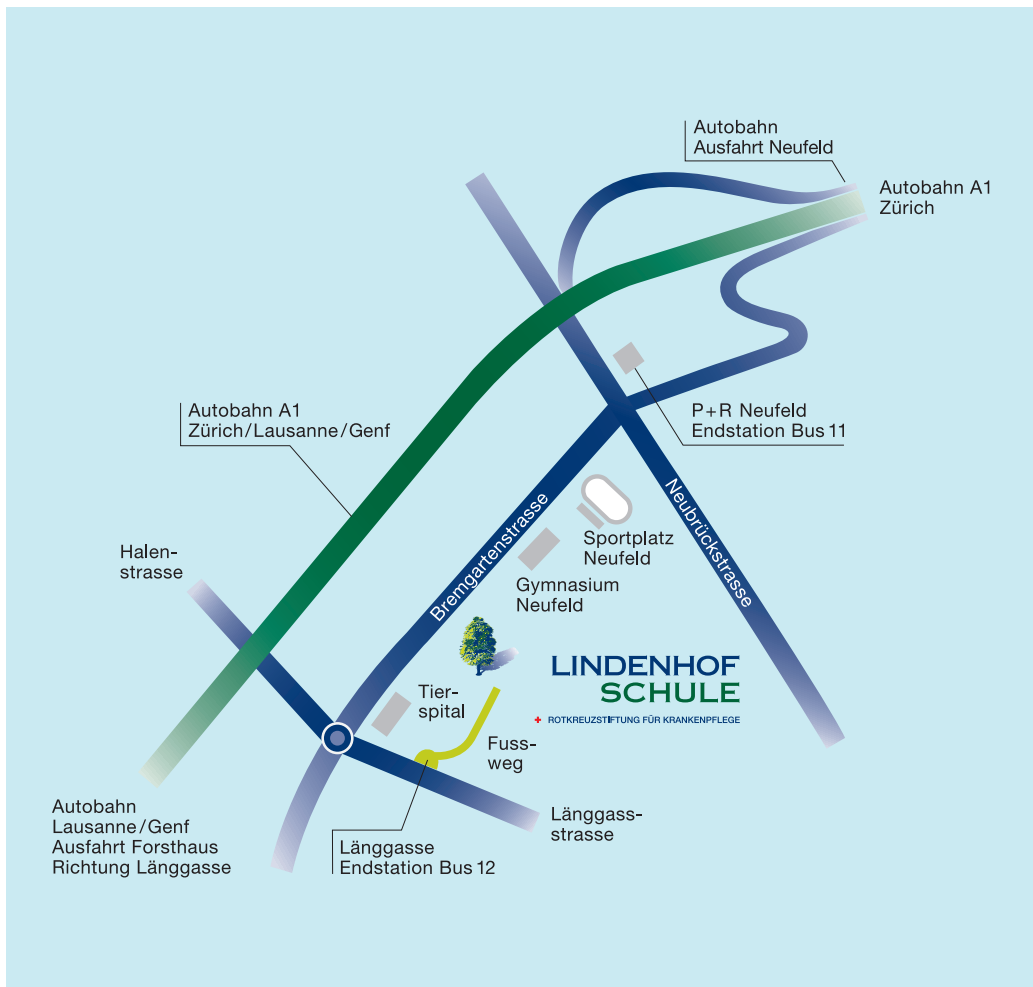 Autobahn
Ausfahrt Neufeld
Autobahn A1
Zürich
Autobahn A1
Zürich/Lausanne/Genf
P+R Neufeld
Endstation Bus 11
Neubrückstrasse
Bremgartenstrasse
Sportplatz
Neufeld
Halen-
strasse
Gymnasium
Neufeld
LINDENHOF
SCHULE
+ ROTKREUZSTIFTUNG FÜR KRANKENPFLEGE
Tier-
spital
Fuss-
weg
Autobahn
Lausanne/Genf
Ausfahrt Forsthaus
Richtung Länggasse
Länggasse
Endstation Bus 12
Länggass-
strasse